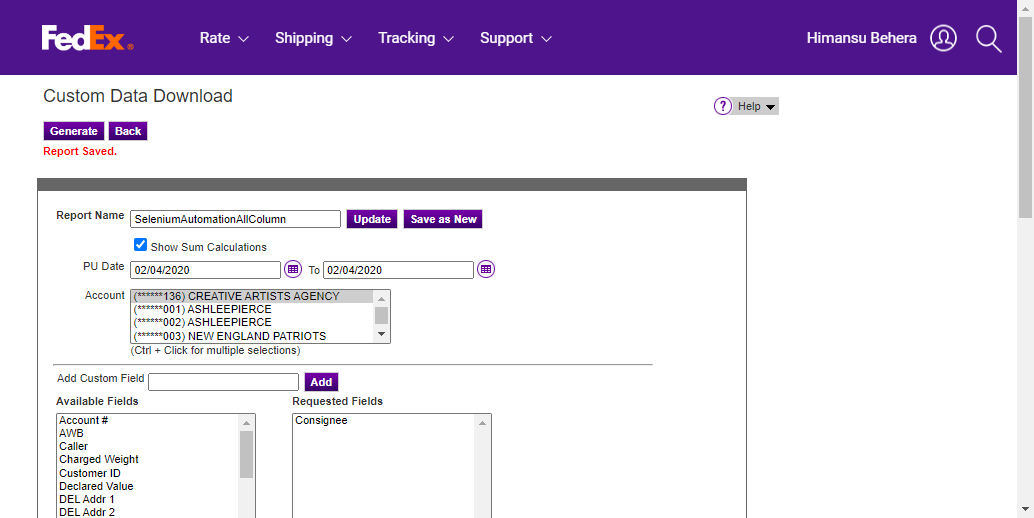 FedEx® Rate Shipping Tracking Support Himansu Behera
Custom Data Download
? Help
Generate Back
Report Saved.
Report Name SeleniumAutomationAllColumn Update Save as New
Show Sum Calculations
PU Date 02/04/2020 To 02/04/2020
Account (******136) CREATIVE ARTISTS AGENCY
(******001) ASHLEEPIERCE
(******002) ASHLEEPIERCE
(******003) NEW ENGLAND PATRIOTS
(Ctrl + Click for multiple selections)
Add Custom Field Add
Available Fields Requested Fields
Account # Consignee
AWB
Caller
Charged Weight
Customer ID
Declared Value
DEL Addr 1
DEL Addr 2